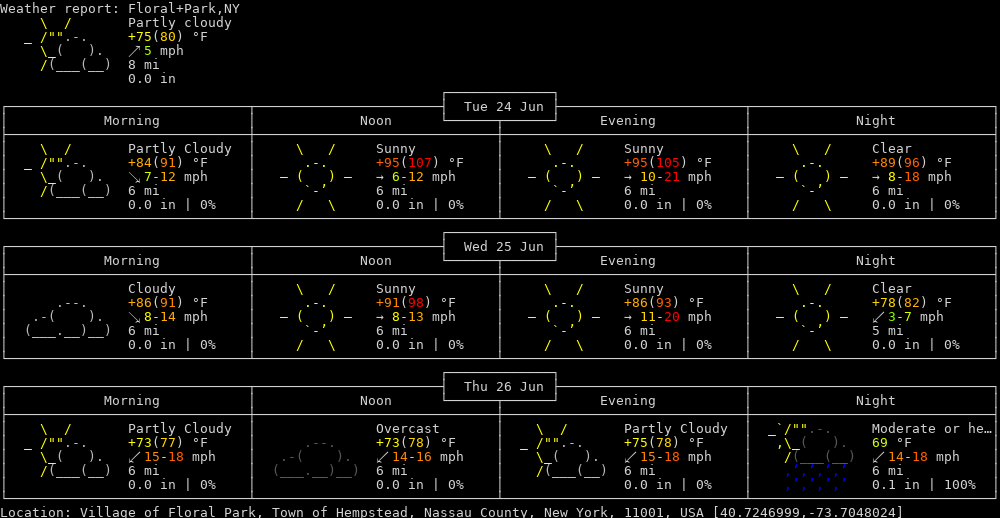 Weather report: Floral+Park,NY
Partly cloudy
+75(80) °F
↗ 5 mph
8 mi
0.0 in
Tue 24 Jun
Morning Noon Evening Night
Partly Cloudy Sunny Sunny Clear
+84(91) °F +95(107) °F +95(105) °F +89(96) °F
↘ 7-12 mph → 6-12 mph → 10-21 mph → 8-18 mph
6 mi 6 mi 6 mi 6 mi
0.0 in | 0% 0.0 in | 0% 0.0 in | 0% 0.0 in | 0%
Wed 25 Jun
Morning Noon Evening Night
Cloudy Sunny Sunny Clear
+86(91) °F +91(98) °F +86(93) °F +78(82) °F
↘ 8-14 mph → 8-13 mph → 11-20 mph ↙ 3-7 mph
6 mi 6 mi 6 mi 5 mi
0.0 in | 0% 0.0 in | 0% 0.0 in | 0% 0.0 in | 0%
Thu 26 Jun
Morning Noon Evening Night
Partly Cloudy Overcast Partly Cloudy Moderate or he…
+73(77) °F +73(78) °F +75(78) °F 69 °F
↙ 15-18 mph ↙ 14-16 mph ↙ 15-18 mph ↙ 14-18 mph
6 mi 6 mi 6 mi 6 mi
0.0 in | 0% 0.0 in | 0% 0.0 in | 0% 0.1 in | 100%
Location: Village of Floral Park, Town of Hempstead, Nassau County, New York, 11001, USA [40.7246999,-73.7048024]